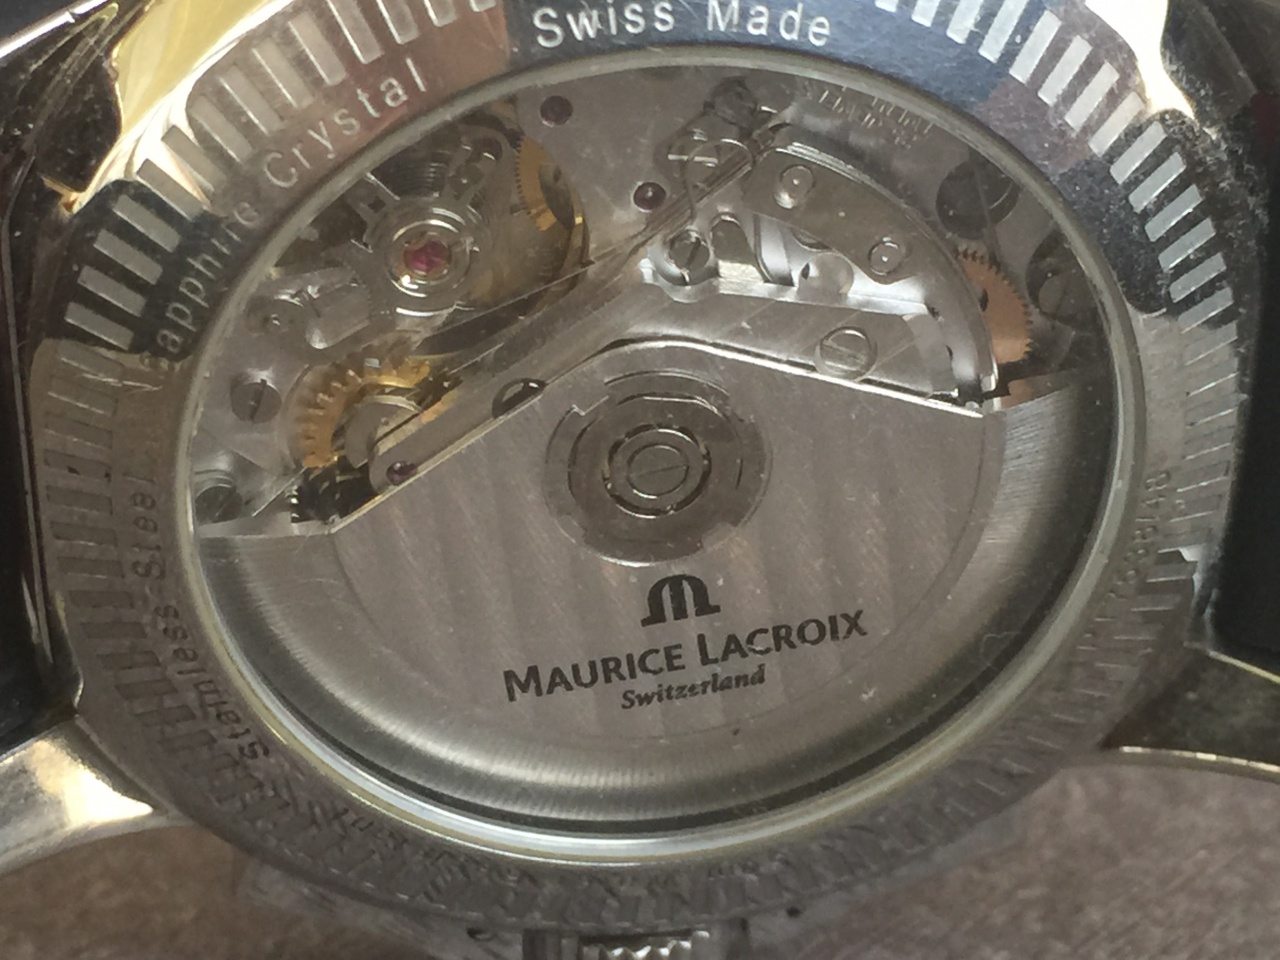 Swiss Made
Sapphire Crystal
Stainless Steel
MAURICE LACROIX
Switzerland